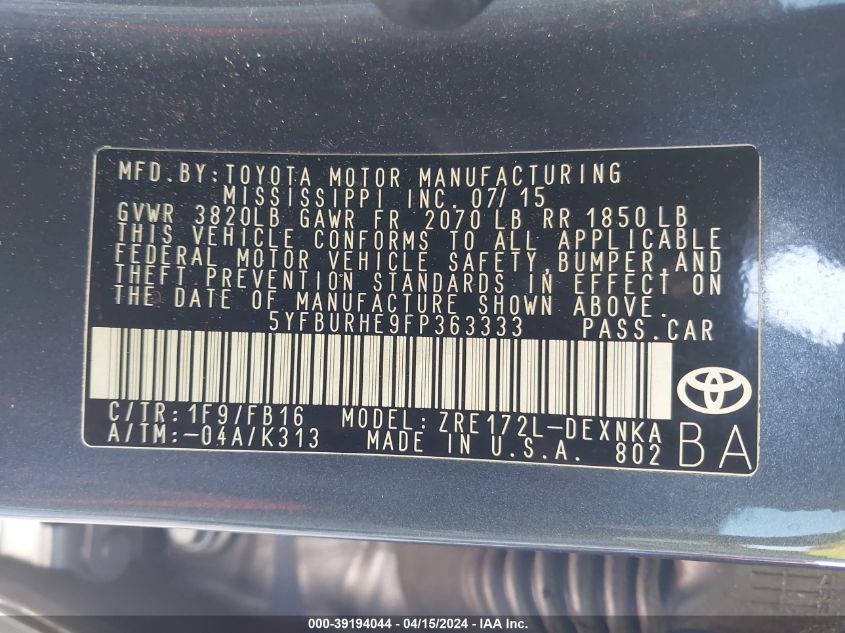 MFD.BY:TOYOTA MOTOR MANUFACTURING
MISSISSIPPI INC. 07/15
GVWR 3820LB GAWR FR 2070 LB RR 1850 LB
THIS VEHICLE CONFORMS TO ALL APPLICABLE
FEDERAL MOTOR VEHICLE SAFETY,BUMPER,AND
THEFT PREVENTION STANDARDS IN EFFECT ON
THE DATE OF MANUFACTURE SHOWN ABOVE.
5YFBURHE9FP363333 PASS.CAR
C/TR:1F9/FB16 MODEL:ZRE172L-DEXNKA
A/TM:-04A/K313 MADE IN U.S.A. 802 BA
000-39194044 - 04/15/2024 - IAA Inc.